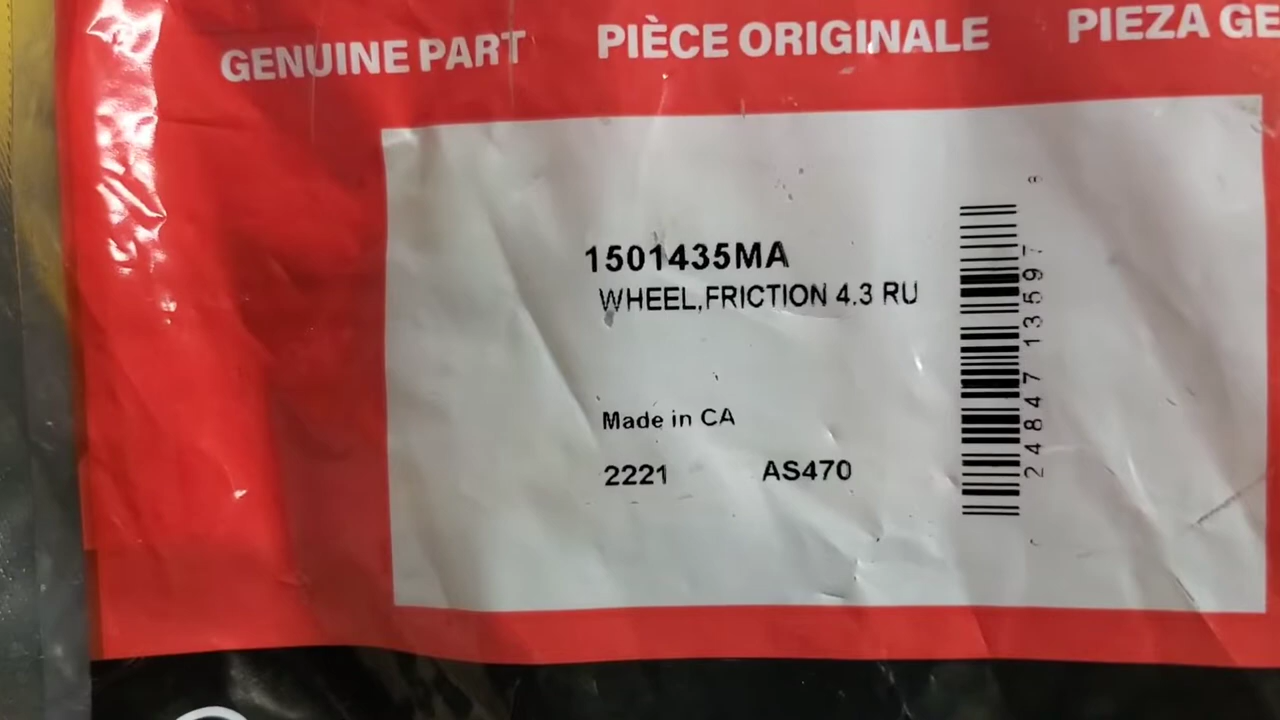 GENUINE PART PIÈCE ORIGINALE PIEZA GE
1501435MA
WHEEL,FRICTION 4.3 RU
Made in CA
2221 AS470
24847 13597 8